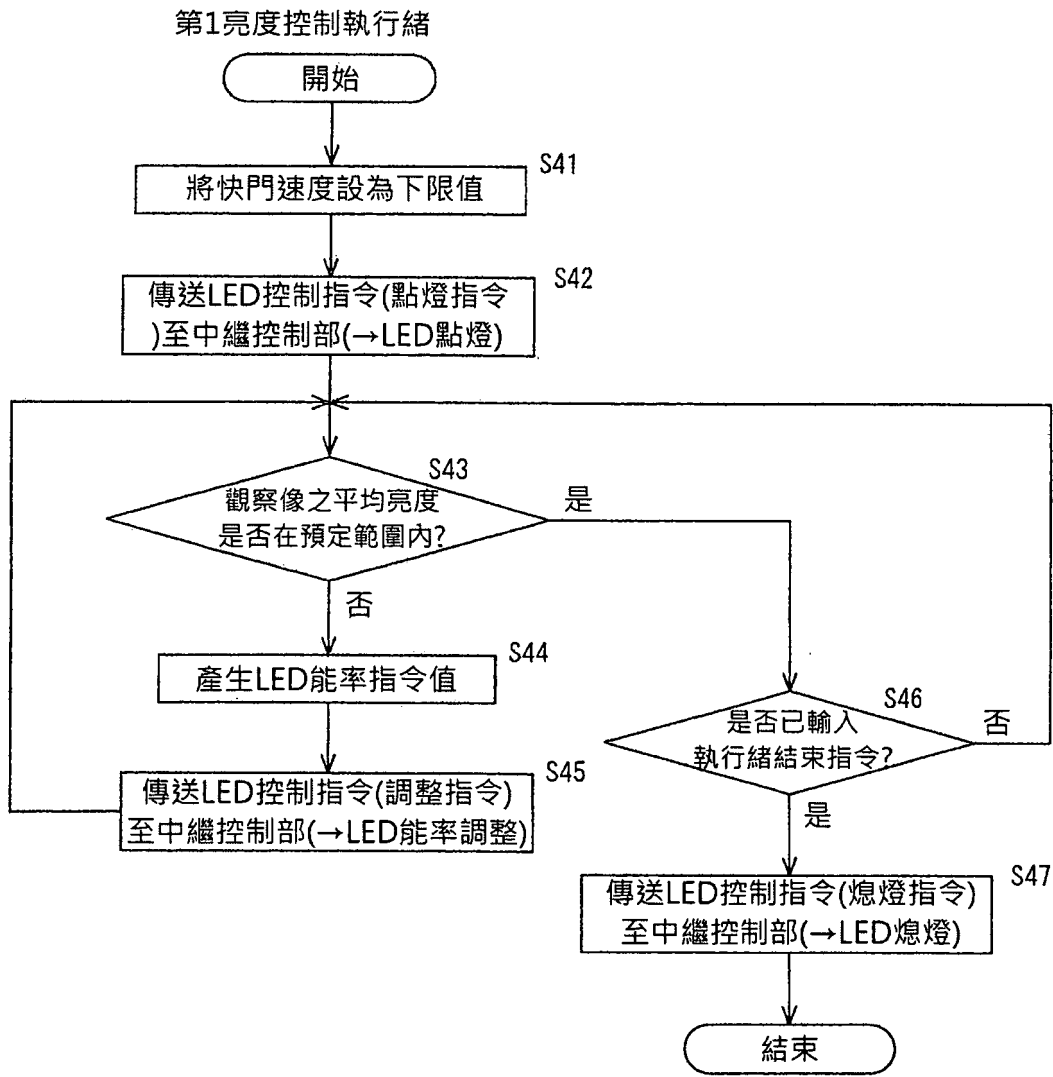 第1亮度控制執行緒
開始
S41
將快門速度設為下限值
S42
傳送LED控制指令(點燈指令
)至中繼控制部(→LED點燈)
S43
觀察像之平均亮度
是否在預定範圍內?
是
否
S44
產生LED能率指令值
S45
傳送LED控制指令(調整指令)
至中繼控制部(→LED能率調整)
S46
是否已輸入
執行緒結束指令?
否
是
S47
傳送LED控制指令(熄燈指令)
至中繼控制部(→LED熄燈)
結束